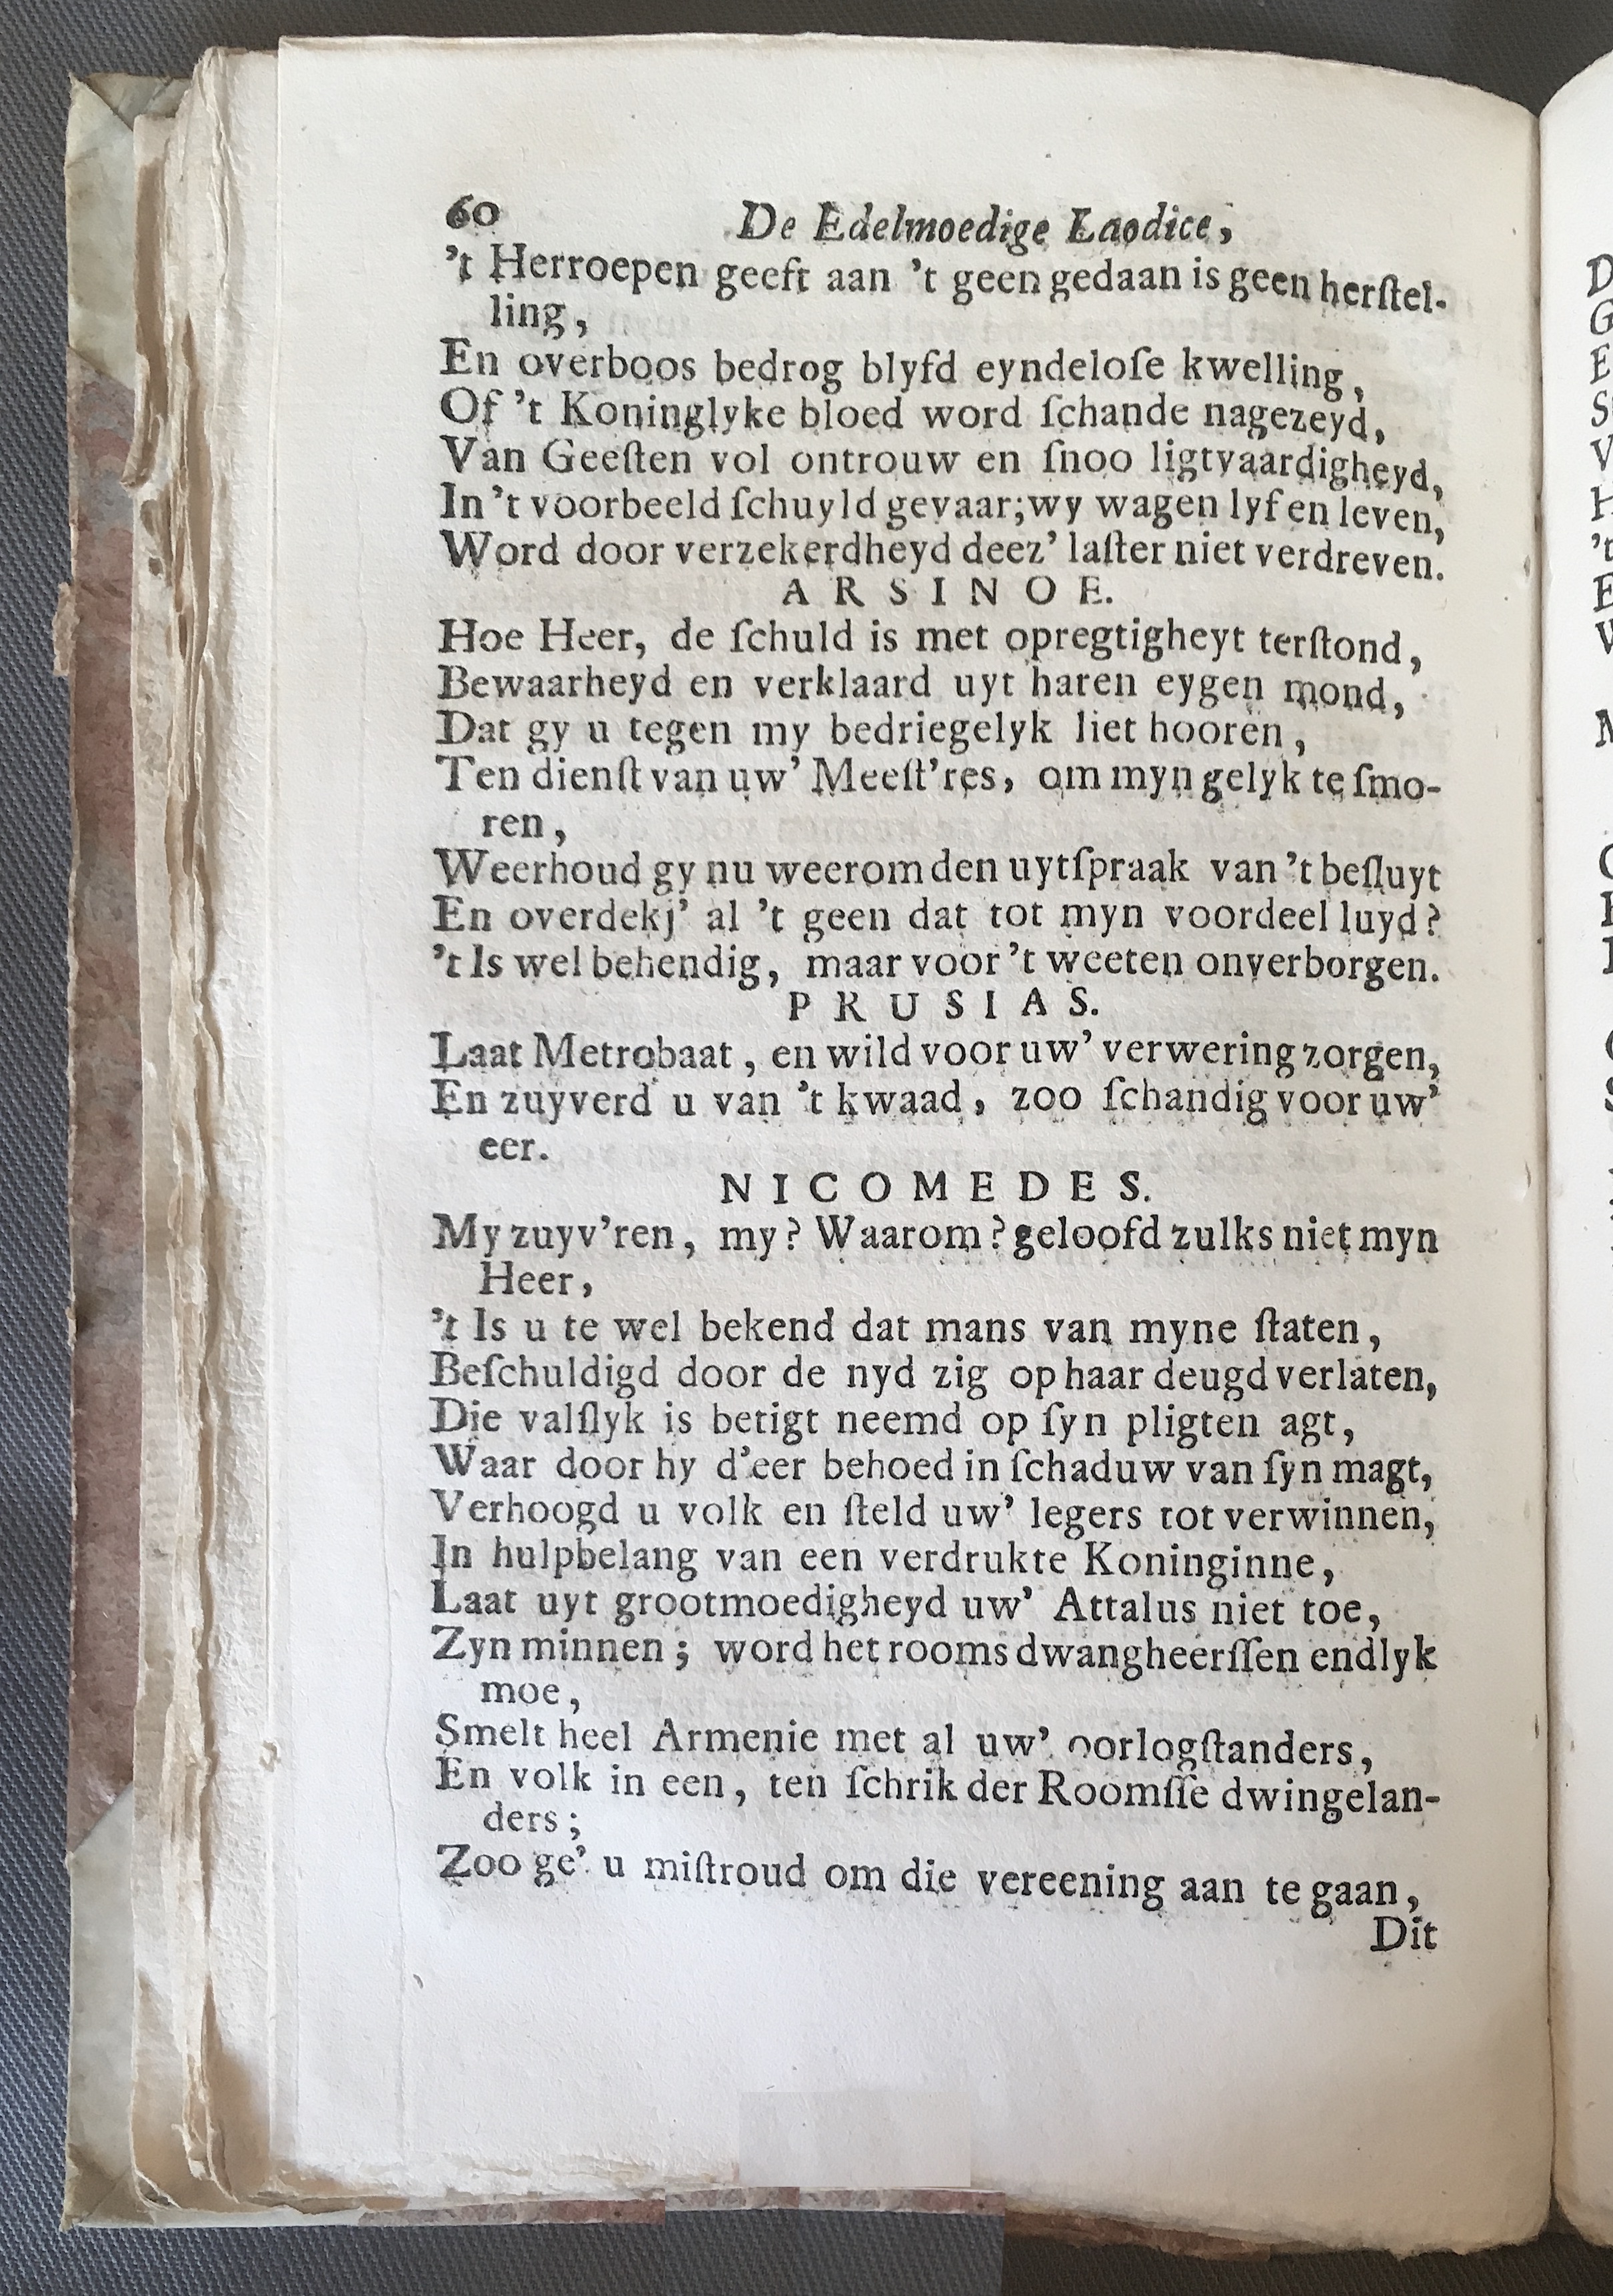 60 De Edelmoedige Laodice,
’t Herroepen geeft aan ’t geen gedaan is geen herſtel-
ling,
En overboos bedrog blyfd eyndeloſe kwelling,
Of ’t Koninglyke bloed word ſchande nagezeyd,
Van Geeſten vol ontrouw en ſnoo ligtvaardigheyd,
In ’t voorbeeld ſchuyld gevaar; wy wagen lyf en leven,
Word door verzekerdheyd deez’ laſter niet verdreven.
ARSINOE.
Hoe Heer, de ſchuld is met opregtigheyt terſtond,
Bewaarheyd en verklaard uyt haren eygen mond,
Dat gy u tegen my bedriegelyk liet hooren,
Ten dienſt van uw’ Meeſt’res, om myn gelyk te ſmo-
ren,
Weerhoud gy nu weerom den uytſpraak van ’t beſluyt
En overdekj’ al ’t geen dat tot myn voordeel luyd?
’t Is wel behendig, maar voor ’t weeten onverborgen.
PRUSIAS.
Laat Metrobaat, en wild voor uw’ verwering zorgen,
En zuyverd u van ’t kwaad, zoo ſchandig voor uw’
eer.
NICOMEDES.
My zuyv’ren, my? Waarom? geloofd zulks niet myn
Heer,
’t Is u te wel bekend dat mans van myne ſtaten,
Beſchuldigd door de nyd zig op haar deugd verlaten,
Die valſlyk is betigt neemd op ſyn pligten agt,
Waar door hy d’eer behoed in ſchaduw van ſyn magt,
Verhoogd u volk en ſteld uw’ legers tot verwinnen,
In hulpbelang van een verdrukte Koninginne,
Laat uyt grootmoedigheyd uw’ Attalus niet toe,
Zyn minnen; word het rooms dwangheerſſen endlyk
moe,
Smelt heel Armenie met al uw’ oorlogſtanders,
En volk in een, ten ſchrik der Roomſſe dwingelan-
ders;
Zoo ge’ u miſtroud om die vereening aan te gaan,
Dit